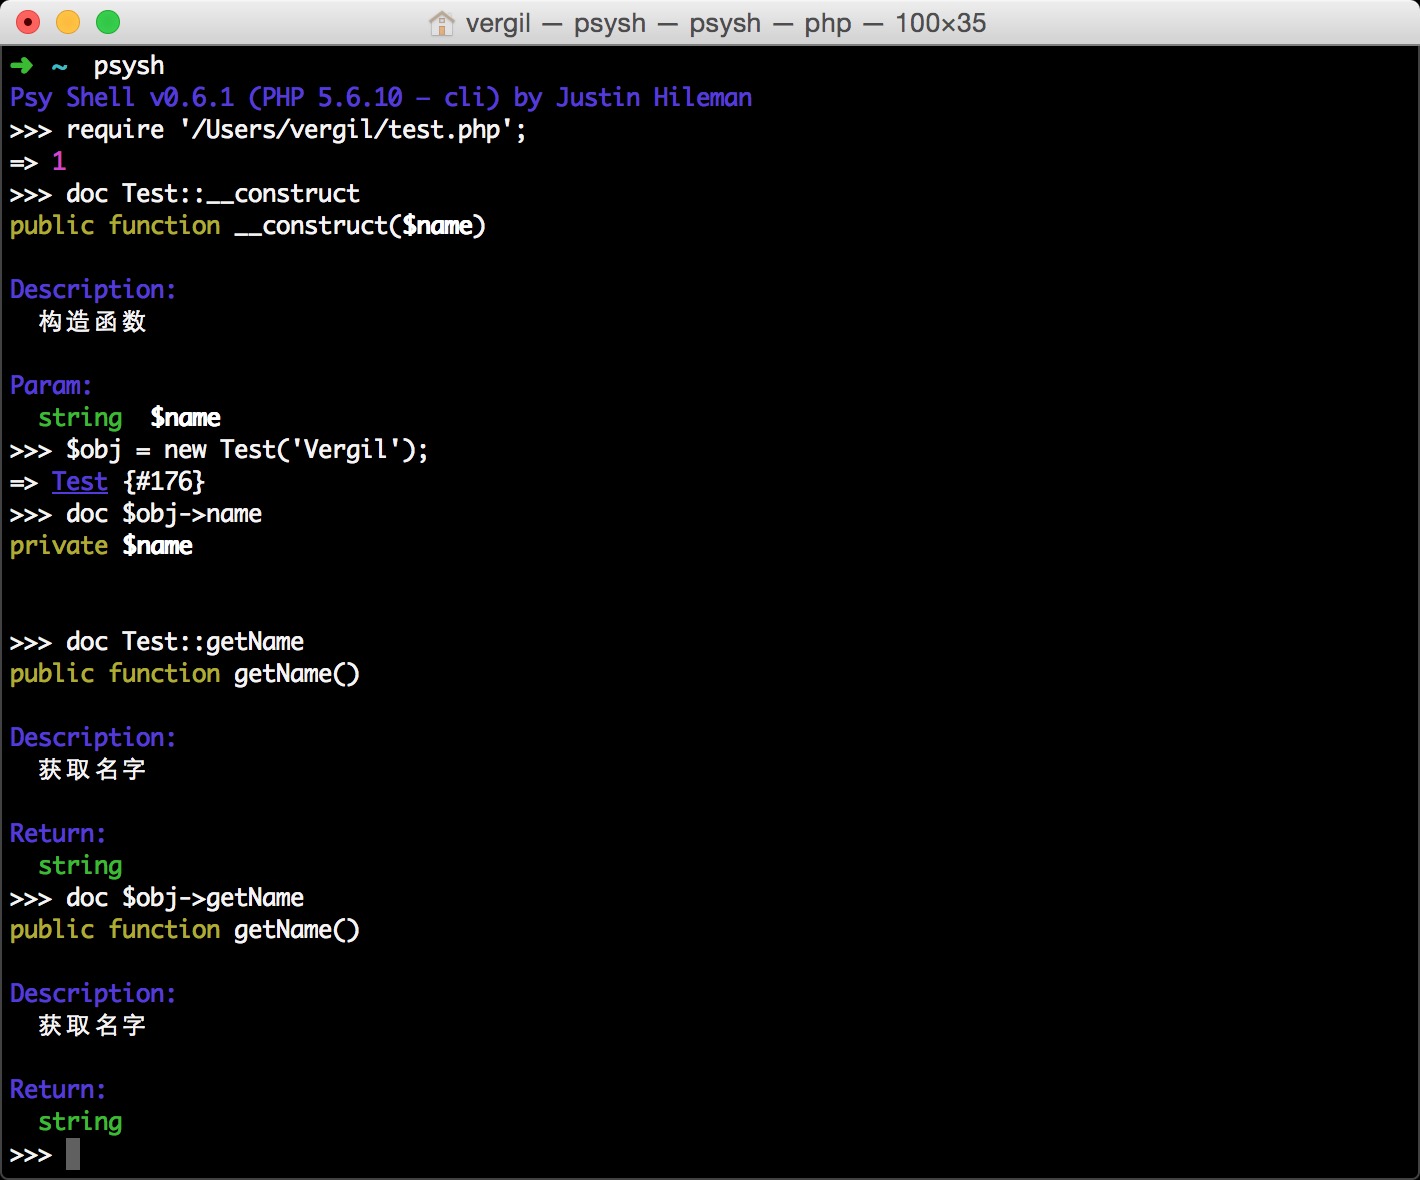 vergil — psysh — psysh — php — 100×35
➜ ~ psysh
Psy Shell v0.6.1 (PHP 5.6.10 — cli) by Justin Hileman
>>> require '/Users/vergil/test.php';
=> 1
>>> doc Test::__construct
public function __construct($name)
Description:
构造函数
Param:
string $name
>>> $obj = new Test('Vergil');
=> Test {#176}
>>> doc $obj->name
private $name
>>> doc Test::getName
public function getName()
Description:
获取名字
Return:
string
>>> doc $obj->getName
public function getName()
Description:
获取名字
Return:
string
>>>